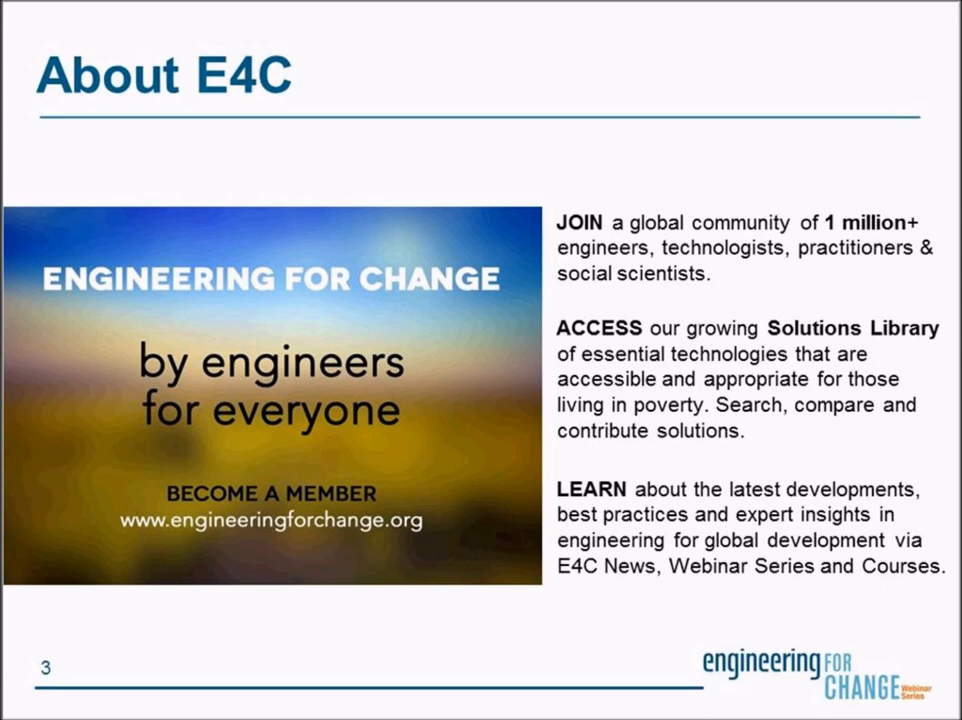 About E4C
ENGINEERING FOR CHANGE
by engineers
for everyone
BECOME A MEMBER
www.engineeringforchange.org
JOIN a global community of 1 million+
engineers, technologists, practitioners &
social scientists.
ACCESS our growing Solutions Library
of essential technologies that are
accessible and appropriate for those
living in poverty. Search, compare and
contribute solutions.
LEARN about the latest developments,
best practices and expert insights in
engineering for global development via
E4C News, Webinar Series and Courses.
3
engineering FOR
CHANGE Webinar
Series